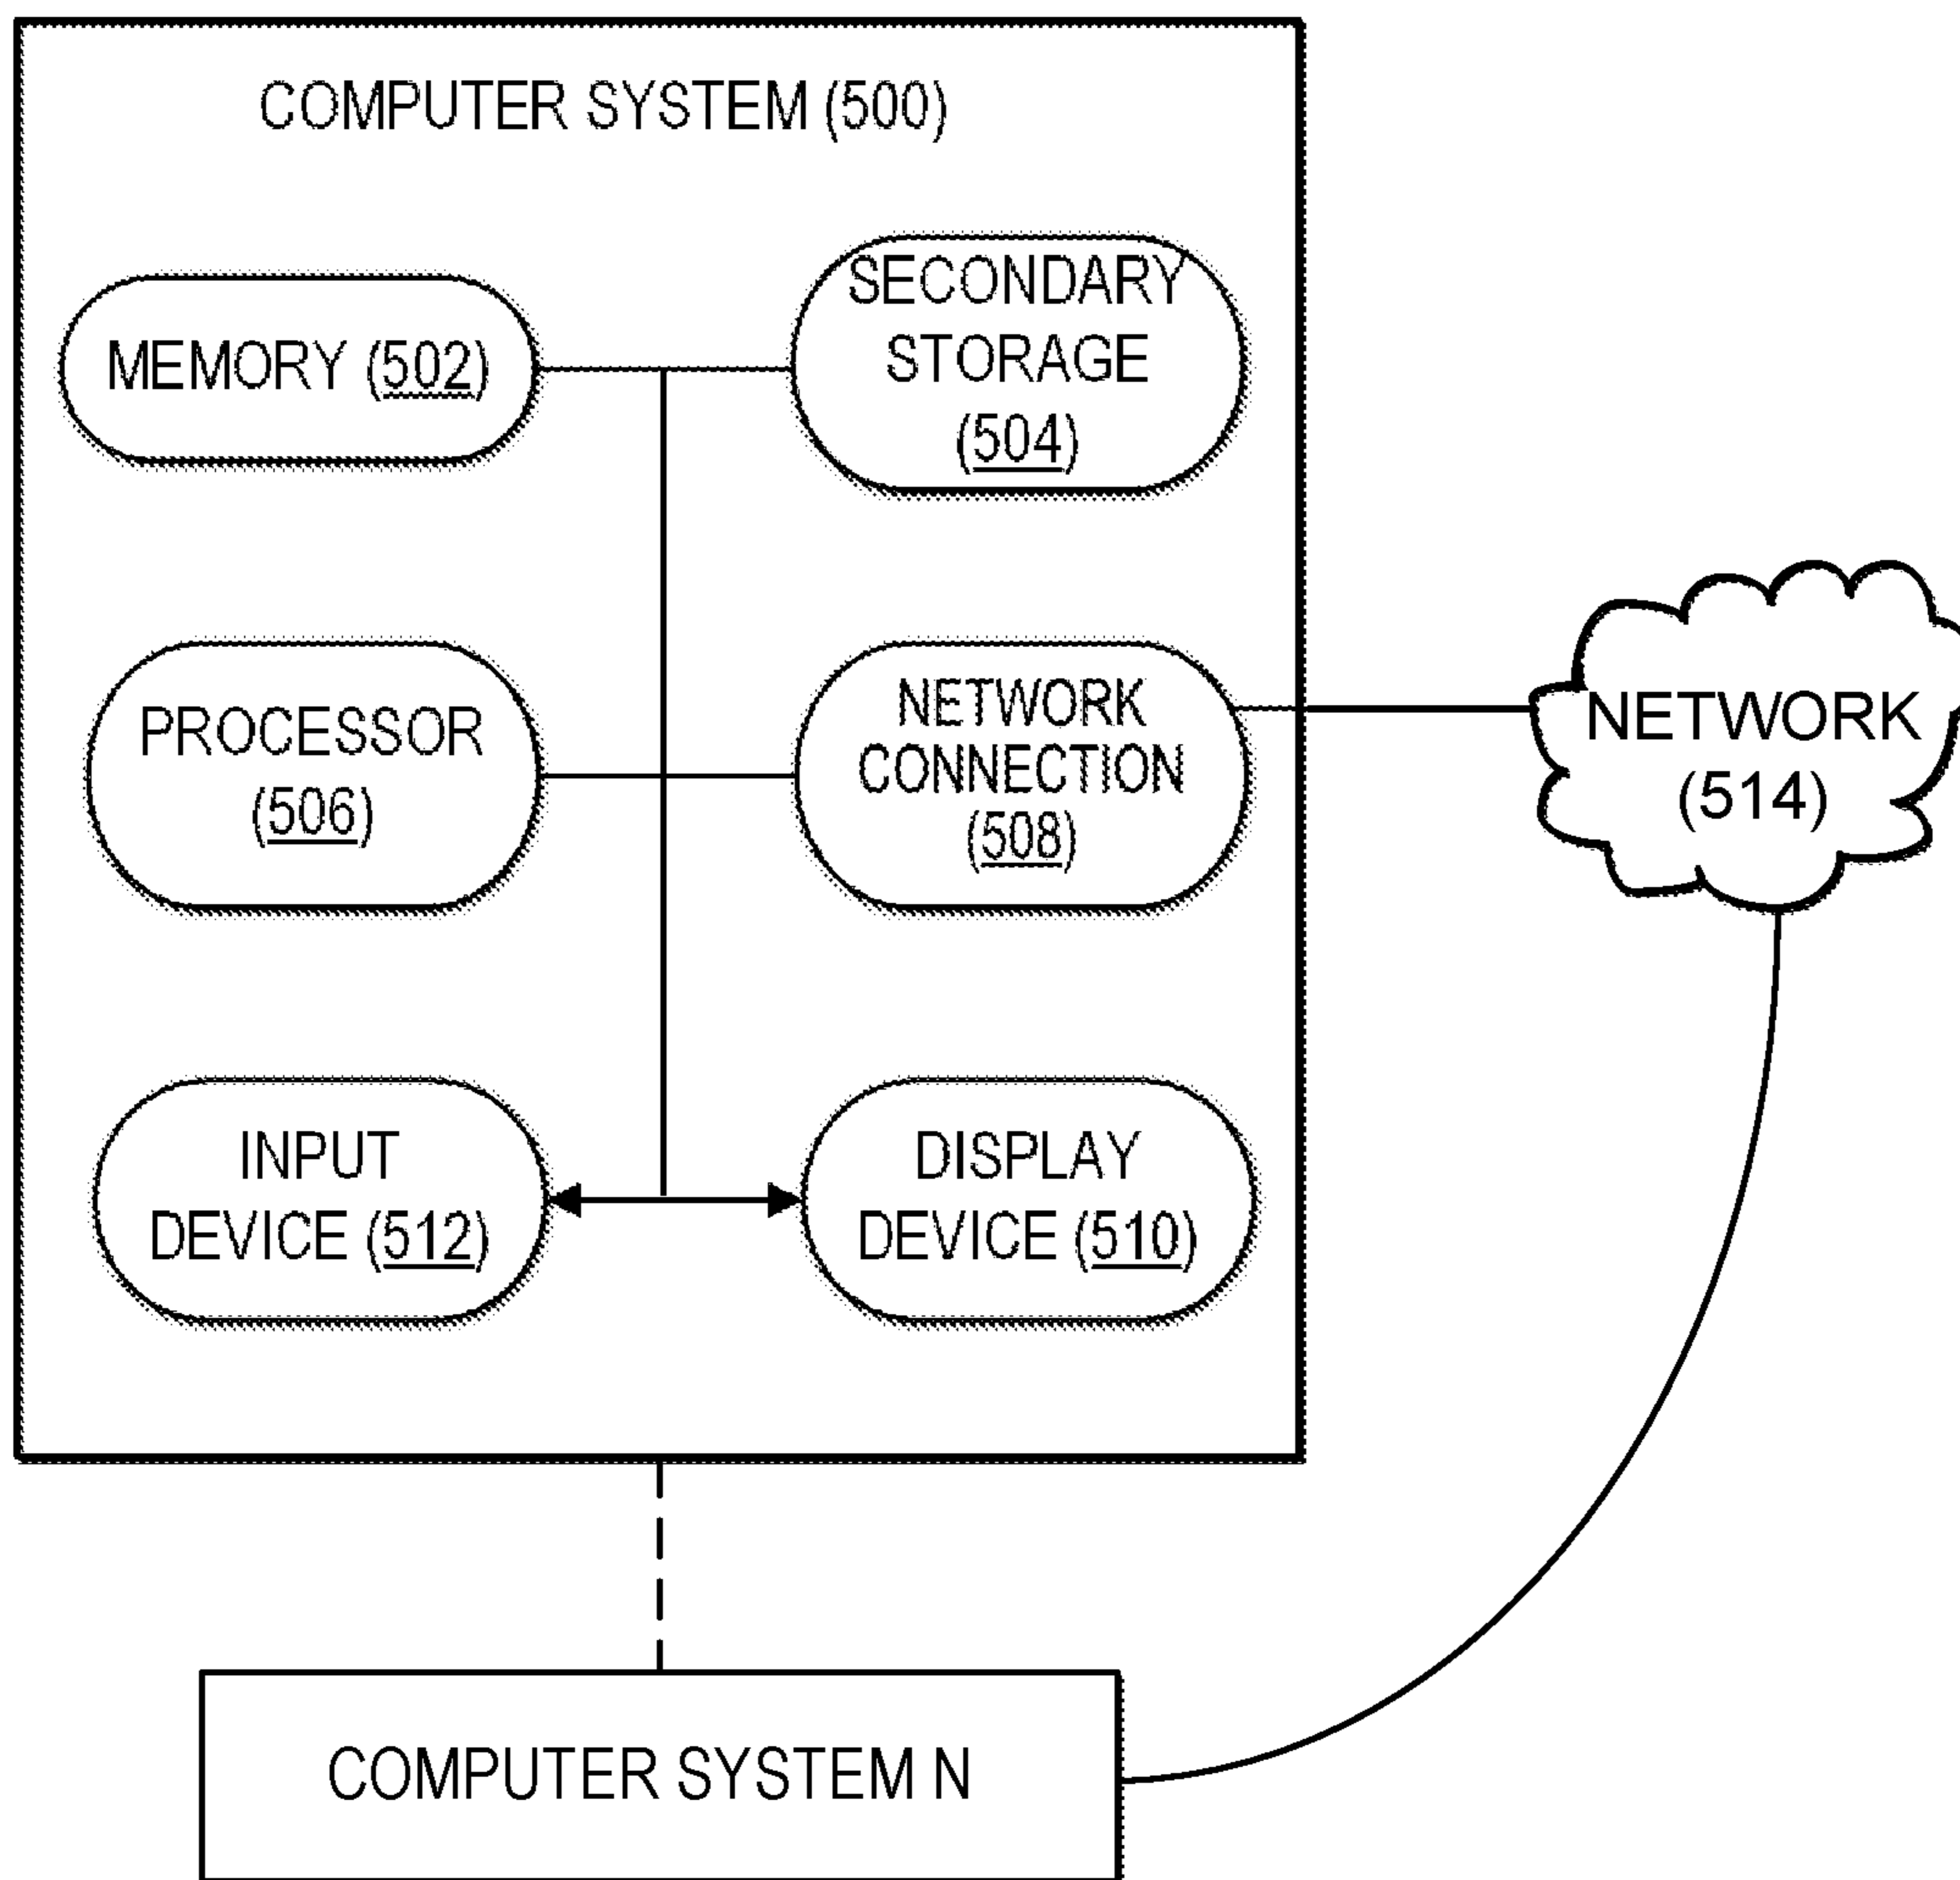 COMPUTER SYSTEM (500)
MEMORY (502)
SECONDARY
STORAGE
(504)
PROCESSOR
(506)
NETWORK
CONNECTION
(508)
NETWORK
(514)
INPUT
DEVICE (512)
DISPLAY
DEVICE (510)
COMPUTER SYSTEM N